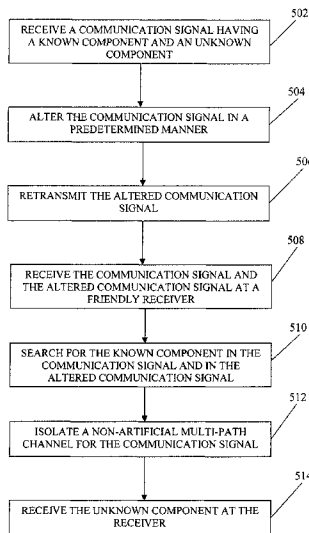 502
RECEIVE A COMMUNICATION SIGNAL HAVING
A KNOWN COMPONENT AND AN UNKNOWN
COMPONENT
504
ALTER THE COMMUNICATION SIGNAL IN A
PREDETERMINED MANNER
RETRANSMIT THE ALTERED COMMUNICATION
SIGNAL
508
RECEIVE THE COMMUNICATION SIGNAL AND
THE ALTERED COMMUNICATION SIGNAL AT A
FRIENDLY RECEIVER
510
SEARCH FOR THE KNOWN COMPONENT IN THE
COMMUNICATION SIGNAL AND IN THE
ALTERED COMMUNICATION SIGNAL
512
ISOLATE A NON-ARTIFICIAL MULTI-PATH
CHANNEL FOR THE COMMUNICATION SIGNAL
514
RECEIVE THE UNKNOWN COMPONENT AT THE
RECEIVER